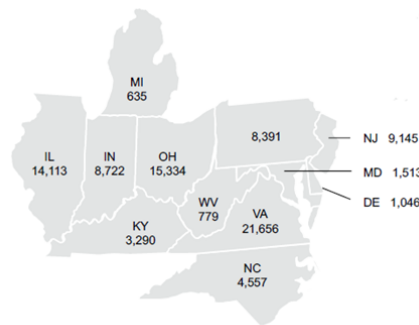 MI
635
8,391
NJ 9,145
IL
14,113
IN
8,722
OH
15,334
MD 1,513
WV
779
DE 1,046
VA
21,656
KY
3,290
NC
4,557